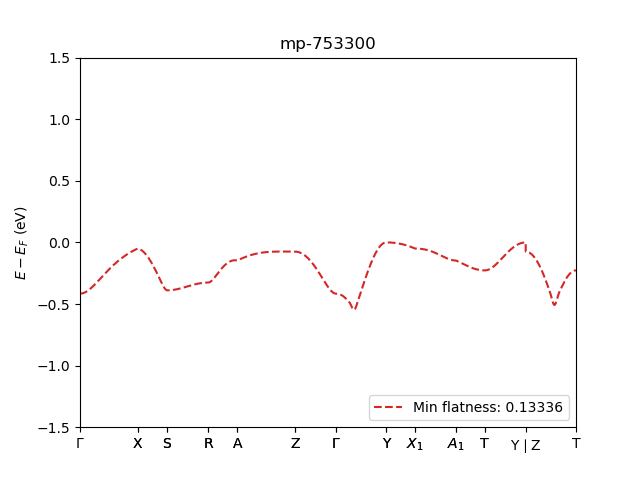 mp-753300
1.5
1.0
0.5
0.0
−0.5
−1.0
−1.5
E − E_F (eV)
Min flatness: 0.13336
Γ X S R A Z Γ Y X₁ A₁ T Y | Z T